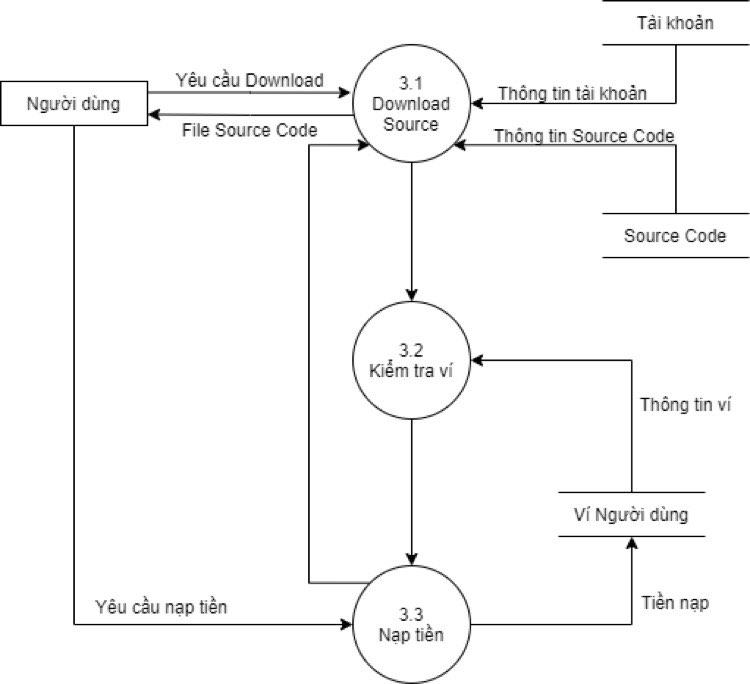 Tài khoản
Yêu cầu Download
3.1
Download
Source
Thông tin tài khoản
Người dùng
File Source Code
Thông tin Source Code
Source Code
3.2
Kiểm tra ví
Thông tin ví
Ví Người dùng
Yêu cầu nạp tiền
3.3
Nạp tiền
Tiền nạp